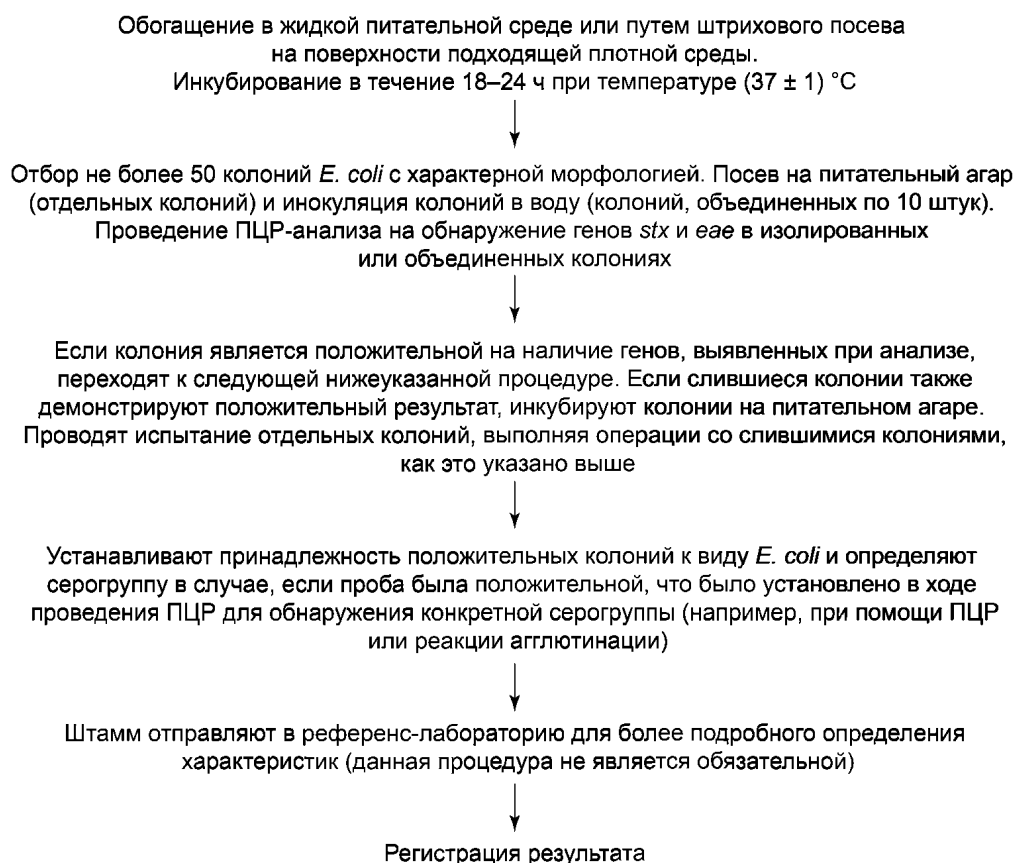 Обогащение в жидкой питательной среде или путем штрихового посева
на поверхности подходящей плотной среды.
Инкубирование в течение 18–24 ч при температуре (37 ± 1) °C
Отбор не более 50 колоний E. coli с характерной морфологией. Посев на питательный агар
(отдельных колоний) и инокуляция колоний в воду (колоний, объединенных по 10 штук).
Проведение ПЦР-анализа на обнаружение генов stx и eae в изолированных
или объединенных колониях
Если колония является положительной на наличие генов, выявленных при анализе,
переходят к следующей нижеуказанной процедуре. Если слившиеся колонии также
демонстрируют положительный результат, инкубируют колонии на питательном агаре.
Проводят испытание отдельных колоний, выполняя операции со слившимися колониями,
как это указано выше
Устанавливают принадлежность положительных колоний к виду E. coli и определяют
серогруппу в случае, если проба была положительной, что было установлено в ходе
проведения ПЦР для обнаружения конкретной серогруппы (например, при помощи ПЦР
или реакции агглютинации)
Штамм отправляют в референс-лабораторию для более подробного определения
характеристик (данная процедура не является обязательной)
Регистрация результата